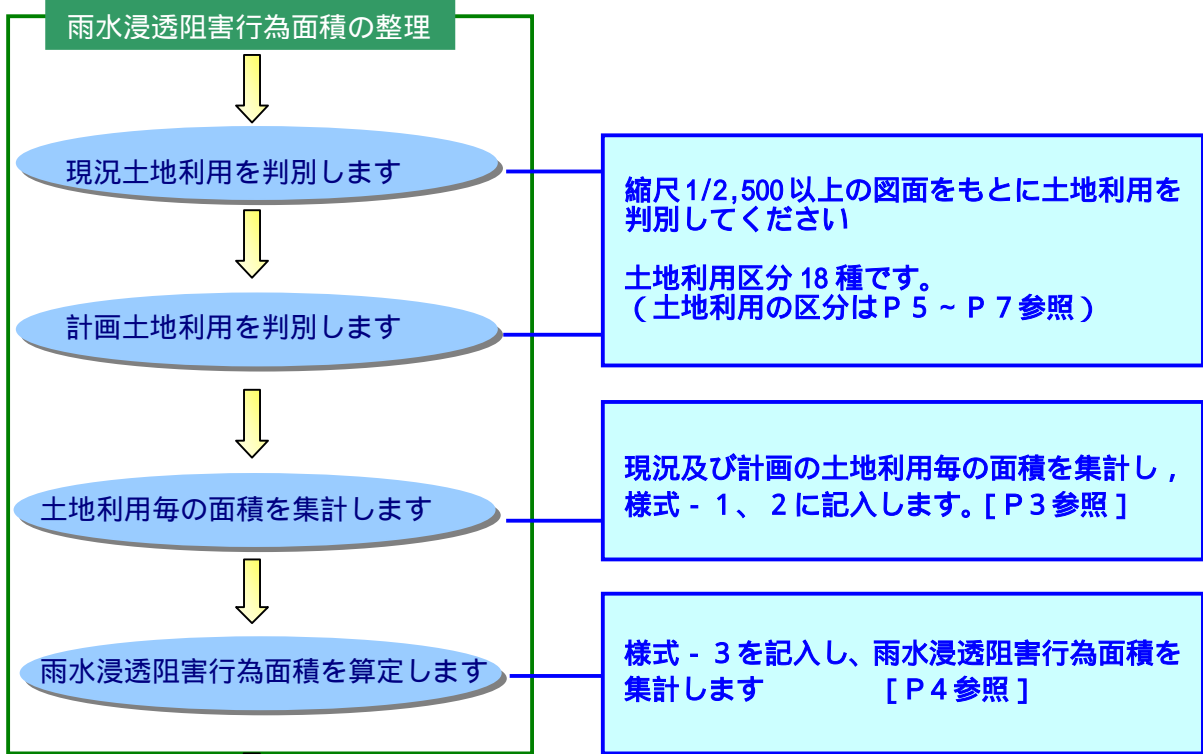 雨水浸透阻害行為面積の整理
現況土地利用を判別します
縮尺1/2,500以上の図面をもとに土地利用を
判別してください
土地利用区分18種です。
（土地利用の区分はＰ５～Ｐ７参照）
計画土地利用を判別します
土地利用毎の面積を集計します
現況及び計画の土地利用毎の面積を集計し，
様式‐１、２に記入します。［Ｐ３参照］
雨水浸透阻害行為面積を算定します
様式‐３を記入し、雨水浸透阻害行為面積を
集計します　　　　［Ｐ４参照］